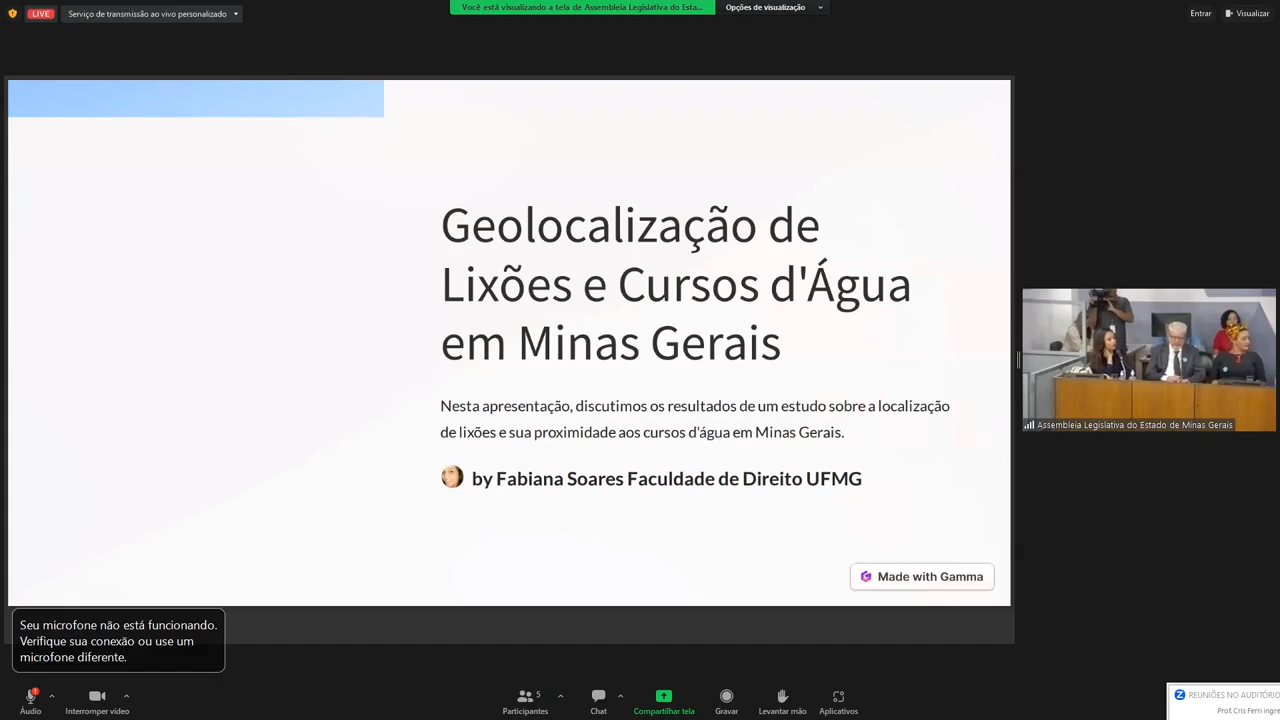 LIVE
Serviço de transmissão ao vivo personalizado
Você está visualizando a tela de Assembleia Legislativa do Esta...
Opções de visualização
Entrar
Visualizar
Geolocalização de
Lixões e Cursos d'Água
em Minas Gerais
Nesta apresentação, discutimos os resultados de um estudo sobre a localização
de lixões e sua proximidade aos cursos d'água em Minas Gerais.
by Fabiana Soares Faculdade de Direito UFMG
Made with Gamma
Assembleia Legislativa do Estado de Minas Gerais
Seu microfone não está funcionando.
Verifique sua conexão ou use um
microfone diferente.
Áudio
Interromper vídeo
5
Participantes
Chat
Compartilhar tela
Gravar
Levantar mão
Aplicativos
REUNIÕES NO AUDITÓRIO
Prof. Cris Ferri ingre